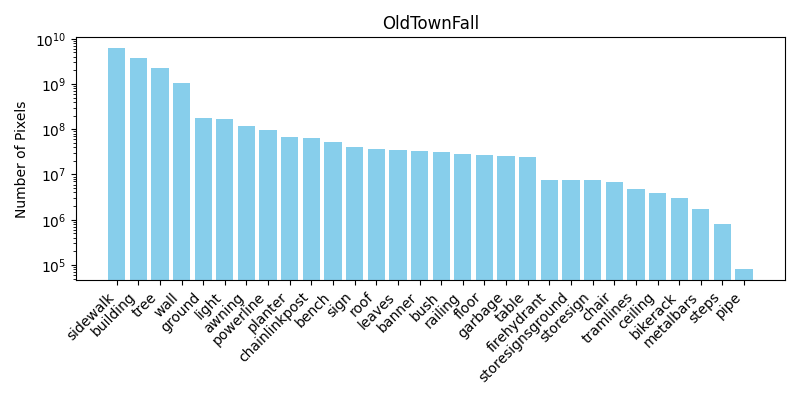 OldTownFall
Number of Pixels
10^10
10^9
10^8
10^7
10^6
10^5
sidewalk
building
tree
wall
ground
light
awning
powerline
planter
chainlinkpost
bench
sign
roof
leaves
banner
bush
railing
floor
garbage
table
firehydrant
storesignsground
storesign
chair
tramlines
ceiling
bikerack
metalbars
steps
pipe